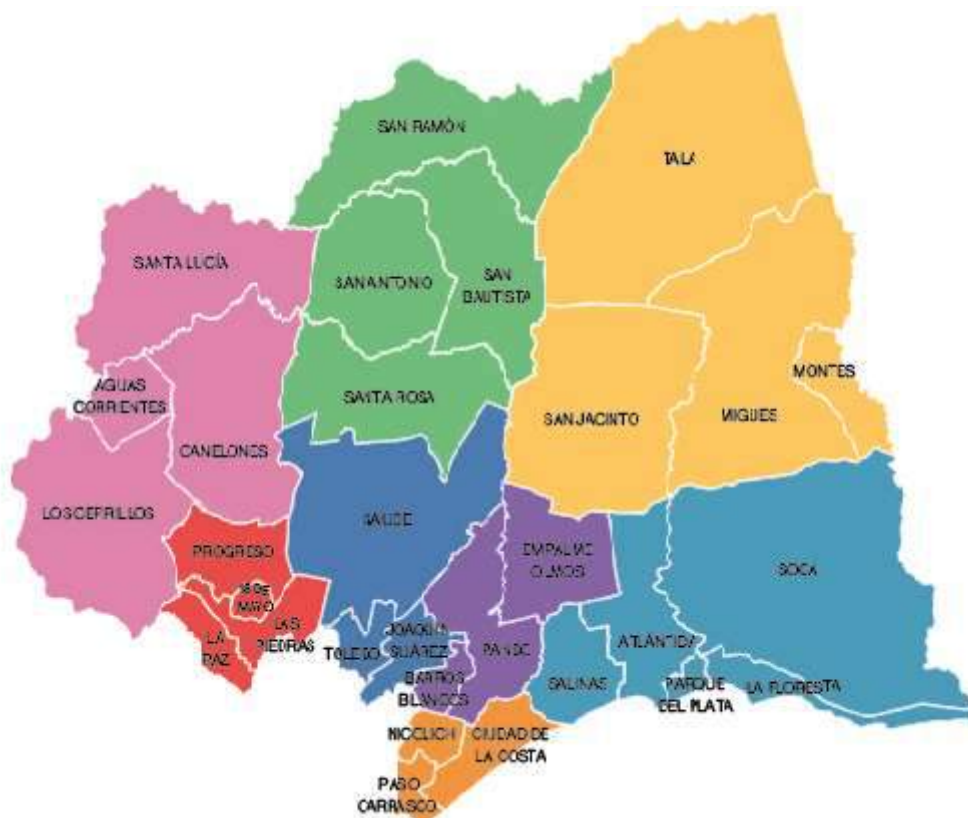 SAN RAMÓN
TALA
SANTA LUCÍA
SAN ANTONIO
SAN
BAUTISTA
AGUAS
CORRIENTES
SANTA ROSA
MONTES
SAN JACINTO
MIGUES
CANELONES
LOS CERRILLOS
SAUCE
PROGRESO
EMPALME
OLMOS
SOCA
18 DE
MAYO
LAS
PIEDRAS
LA
PAZ
TOLEDO
JOAQUÍN
SUÁREZ
PANDO
ATLÁNTIDA
BARROS
BLANCOS
SALINAS
PARQUE
DEL PLATA
LA FLORESTA
NICOLICH
CIUDAD DE
LA COSTA
PASO
CARRASCO